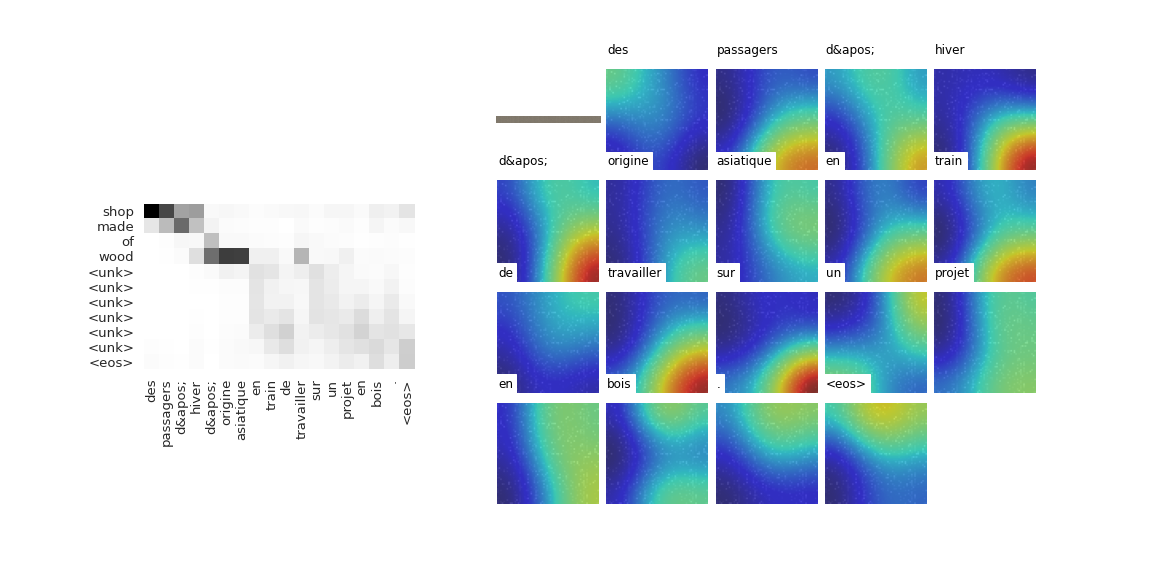 shop
made
of
wood
<unk>
<unk>
<unk>
<unk>
<unk>
<unk>
<eos>
des
passagers
d&apos;
hiver
d&apos;
origine
asiatique
en
train
de
travailler
sur
un
projet
en
bois
.
<eos>
des passagers d&apos; hiver
d&apos; origine asiatique en train
de travailler sur un projet
en bois . <eos>